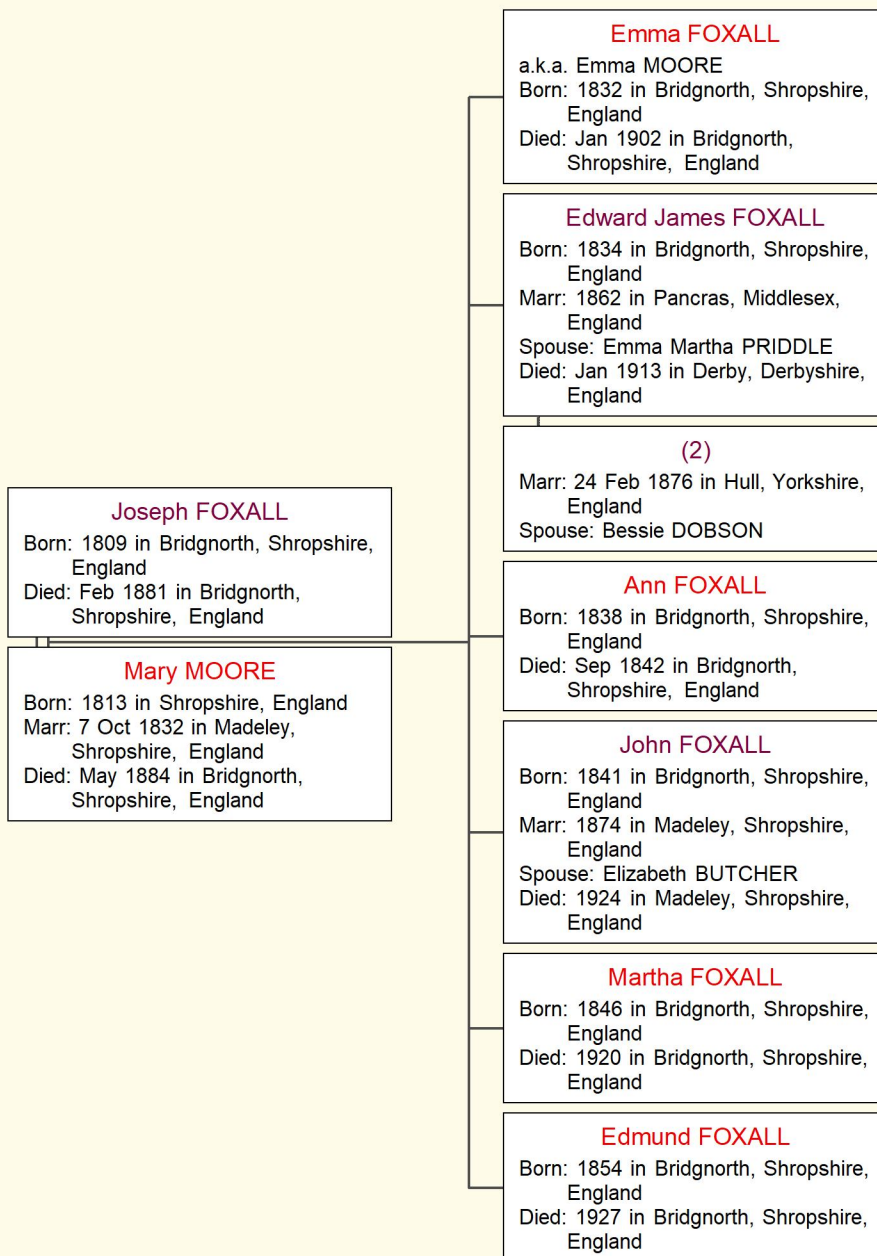 Joseph FOXALL
Born: 1809 in Bridgnorth, Shropshire,
England
Died: Feb 1881 in Bridgnorth,
Shropshire, England
Mary MOORE
Born: 1813 in Shropshire, England
Marr: 7 Oct 1832 in Madeley,
Shropshire, England
Died: May 1884 in Bridgnorth,
Shropshire, England
Emma FOXALL
a.k.a. Emma MOORE
Born: 1832 in Bridgnorth, Shropshire,
England
Died: Jan 1902 in Bridgnorth,
Shropshire, England
Edward James FOXALL
Born: 1834 in Bridgnorth, Shropshire,
England
Marr: 1862 in Pancras, Middlesex,
England
Spouse: Emma Martha PRIDDLE
Died: Jan 1913 in Derby, Derbyshire,
England
(2)
Marr: 24 Feb 1876 in Hull, Yorkshire,
England
Spouse: Bessie DOBSON
Ann FOXALL
Born: 1838 in Bridgnorth, Shropshire,
England
Died: Sep 1842 in Bridgnorth,
Shropshire, England
John FOXALL
Born: 1841 in Bridgnorth, Shropshire,
England
Marr: 1874 in Madeley, Shropshire,
England
Spouse: Elizabeth BUTCHER
Died: 1924 in Madeley, Shropshire,
England
Martha FOXALL
Born: 1846 in Bridgnorth, Shropshire,
England
Died: 1920 in Bridgnorth, Shropshire,
England
Edmund FOXALL
Born: 1854 in Bridgnorth, Shropshire,
England
Died: 1927 in Bridgnorth, Shropshire,
England